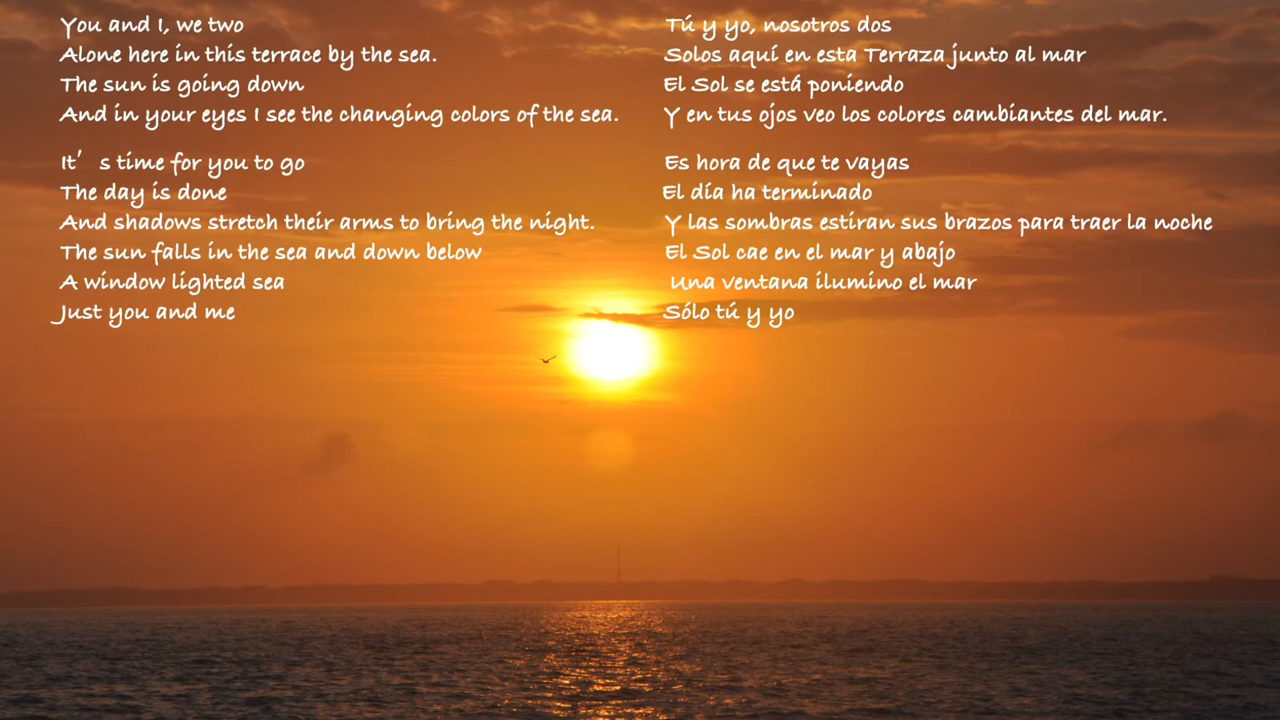 You and I, we two
Alone here in this terrace by the sea.
The sun is going down
And in your eyes I see the changing colors of the sea.
It’s time for you to go
The day is done
And shadows stretch their arms to bring the night.
The sun falls in the sea and down below
A window lighted sea
Just you and me
Tú y yo, nosotros dos
Solos aquí en esta Terraza junto al mar
El Sol se está poniendo
Y en tus ojos veo los colores cambiantes del mar.
Es hora de que te vayas
El día ha terminado
Y las sombras estiran sus brazos para traer la noche
El Sol cae en el mar y abajo
Una ventana ilumino el mar
Sólo tú y yo